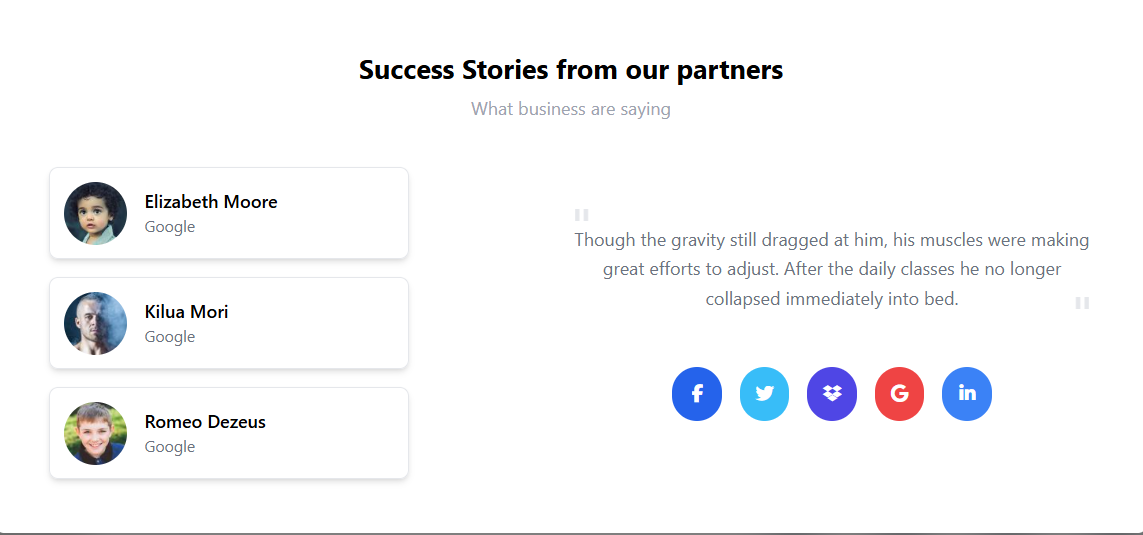 Success Stories from our partners
What business are saying
Elizabeth Moore
Google
Kilua Mori
Google
Romeo Dezeus
Google
"
Though the gravity still dragged at him, his muscles were making
great efforts to adjust. After the daily classes he no longer
collapsed immediately into bed.
"